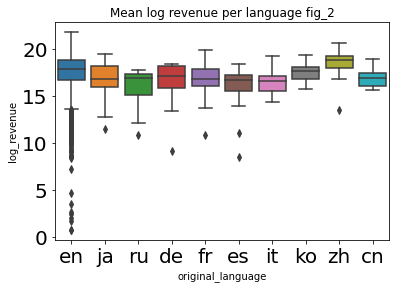 Mean log revenue per language fig_2
log_revenue
20
15
10
5
0
en ja ru de fr es it ko zh cn
original_language